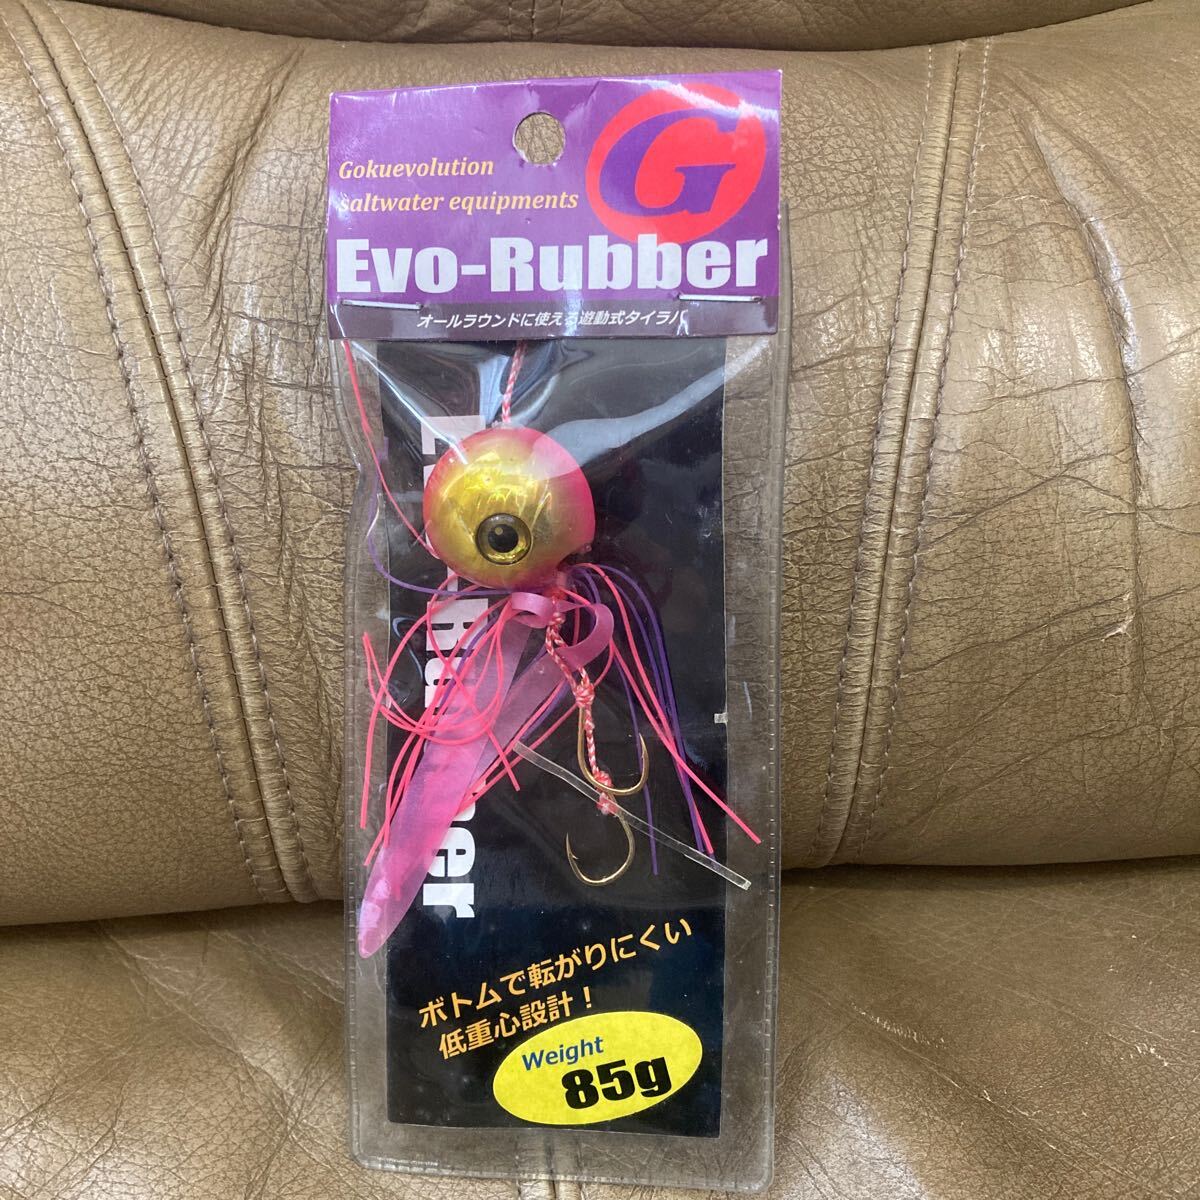 Gokuevolution
saltwater equipments
G
Evo-Rubber
オールラウンドに使える遊動式タイラバ
ボトムで転がりにくい
低重心設計！
Weight
85g